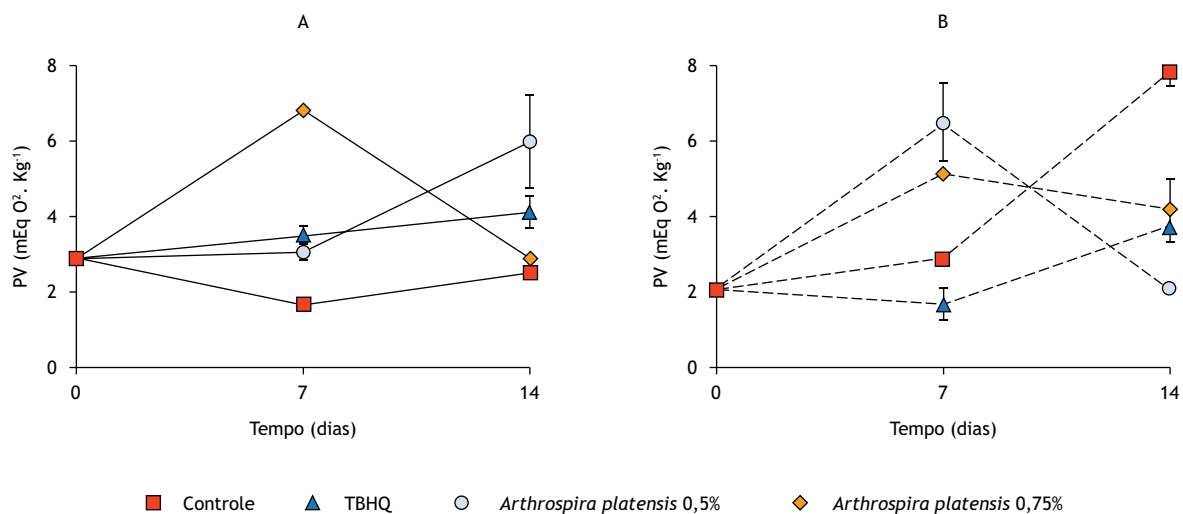 A
PV (mEq O². Kg⁻¹)
8
6
4
2
0
0 7 14
Tempo (dias)
B
PV (mEq O². Kg⁻¹)
8
6
4
2
0
0 7 14
Tempo (dias)
Controle TBHQ Arthrospira platensis 0,5% Arthrospira platensis 0,75%